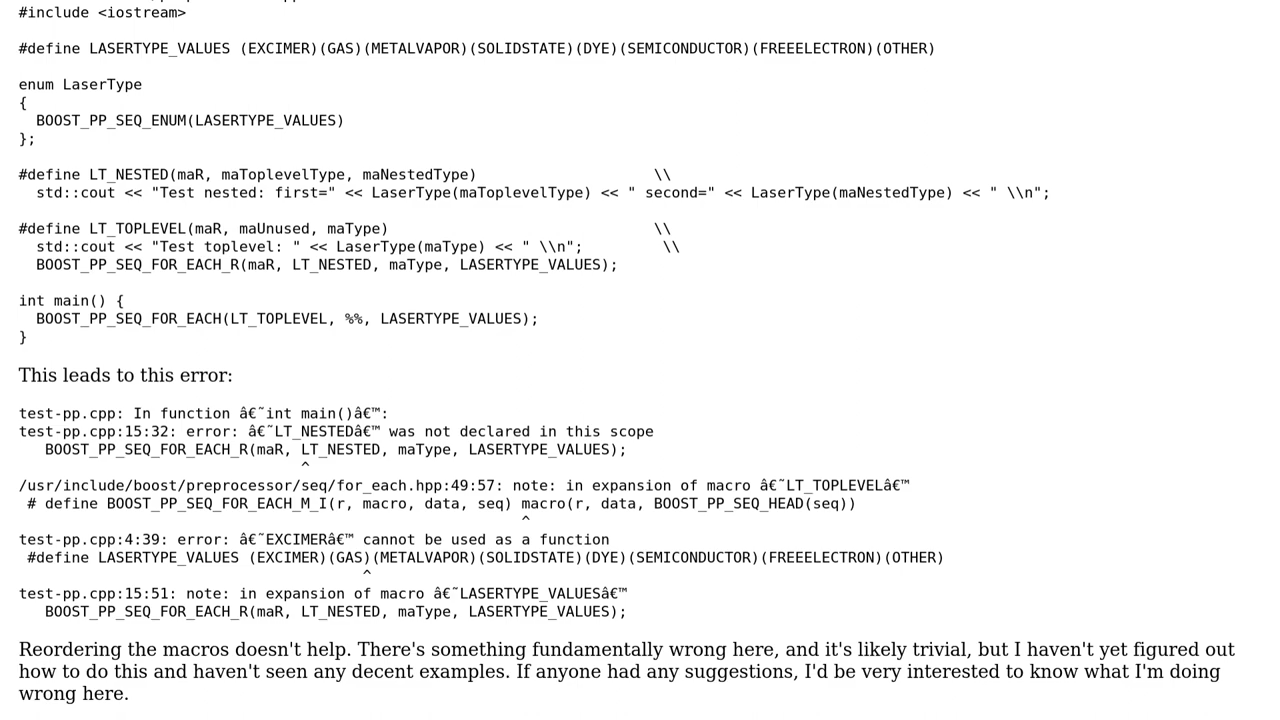 #include <iostream>
#define LASERTYPE_VALUES (EXCIMER)(GAS)(METALVAPOR)(SOLIDSTATE)(DYE)(SEMICONDUCTOR)(FREEELECTRON)(OTHER)
enum LaserType
{
  BOOST_PP_SEQ_ENUM(LASERTYPE_VALUES)
};
#define LT_NESTED(maR, maToplevelType, maNestedType)                    \\
  std::cout << "Test nested: first=" << LaserType(maToplevelType) << " second=" << LaserType(maNestedType) << " \\n";
#define LT_TOPLEVEL(maR, maUnused, maType)                              \\
  std::cout << "Test toplevel: " << LaserType(maType) << " \\n";         \\
  BOOST_PP_SEQ_FOR_EACH_R(maR, LT_NESTED, maType, LASERTYPE_VALUES);
int main() {
  BOOST_PP_SEQ_FOR_EACH(LT_TOPLEVEL, %%, LASERTYPE_VALUES);
}
This leads to this error:
test-pp.cpp: In function â€˜int main()â€™:
test-pp.cpp:15:32: error: â€˜LT_NESTEDâ€™ was not declared in this scope
   BOOST_PP_SEQ_FOR_EACH_R(maR, LT_NESTED, maType, LASERTYPE_VALUES);
                                ^
/usr/include/boost/preprocessor/seq/for_each.hpp:49:57: note: in expansion of macro â€˜LT_TOPLEVELâ€™
 # define BOOST_PP_SEQ_FOR_EACH_M_I(r, macro, data, seq) macro(r, data, BOOST_PP_SEQ_HEAD(seq))
                                                         ^
test-pp.cpp:4:39: error: â€˜EXCIMERâ€™ cannot be used as a function
 #define LASERTYPE_VALUES (EXCIMER)(GAS)(METALVAPOR)(SOLIDSTATE)(DYE)(SEMICONDUCTOR)(FREEELECTRON)(OTHER)
                                       ^
test-pp.cpp:15:51: note: in expansion of macro â€˜LASERTYPE_VALUESâ€™
   BOOST_PP_SEQ_FOR_EACH_R(maR, LT_NESTED, maType, LASERTYPE_VALUES);
Reordering the macros doesn't help. There's something fundamentally wrong here, and it's likely trivial, but I haven't yet figured out
how to do this and haven't seen any decent examples. If anyone had any suggestions, I'd be very interested to know what I'm doing
wrong here.